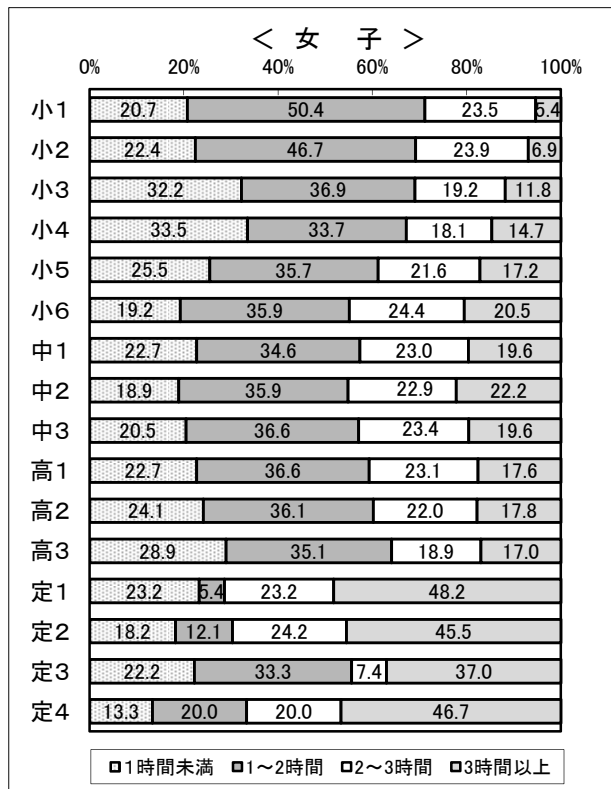 ＜ 女 子 ＞
0% 20% 40% 60% 80% 100%
小1 20.7 50.4 23.5 5.4
小2 22.4 46.7 23.9 6.9
小3 32.2 36.9 19.2 11.8
小4 33.5 33.7 18.1 14.7
小5 25.5 35.7 21.6 17.2
小6 19.2 35.9 24.4 20.5
中1 22.7 34.6 23.0 19.6
中2 18.9 35.9 22.9 22.2
中3 20.5 36.6 23.4 19.6
高1 22.7 36.6 23.1 17.6
高2 24.1 36.1 22.0 17.8
高3 28.9 35.1 18.9 17.0
定1 23.2 5.4 23.2 48.2
定2 18.2 12.1 24.2 45.5
定3 22.2 33.3 7.4 37.0
定4 13.3 20.0 20.0 46.7
1時間未満 1～2時間 2～3時間 3時間以上